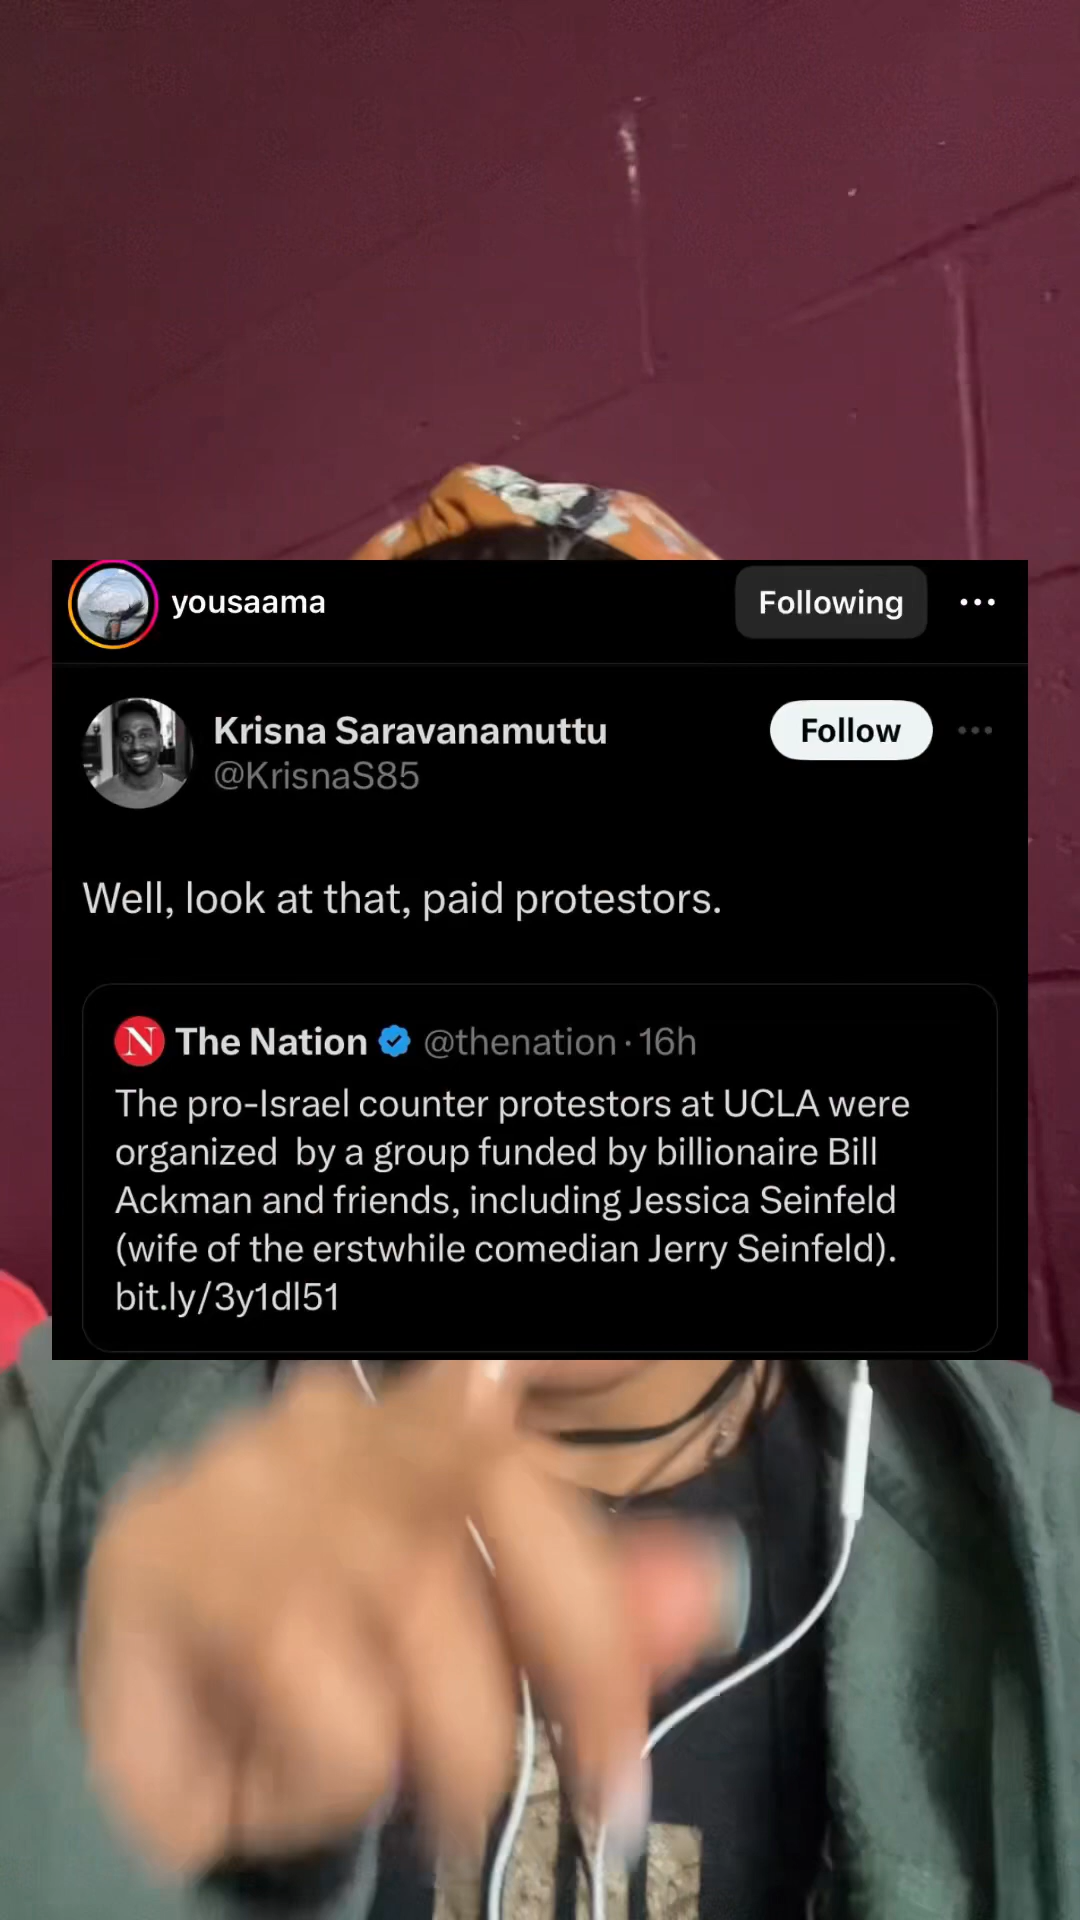 yousaama
Following
Krisna Saravanamuttu
Follow
@KrisnaS85
Well, look at that, paid protestors.
N The Nation @thenation · 16h
The pro-Israel counter protestors at UCLA were
organized  by a group funded by billionaire Bill
Ackman and friends, including Jessica Seinfeld
(wife of the erstwhile comedian Jerry Seinfeld).
bit.ly/3y1dl51